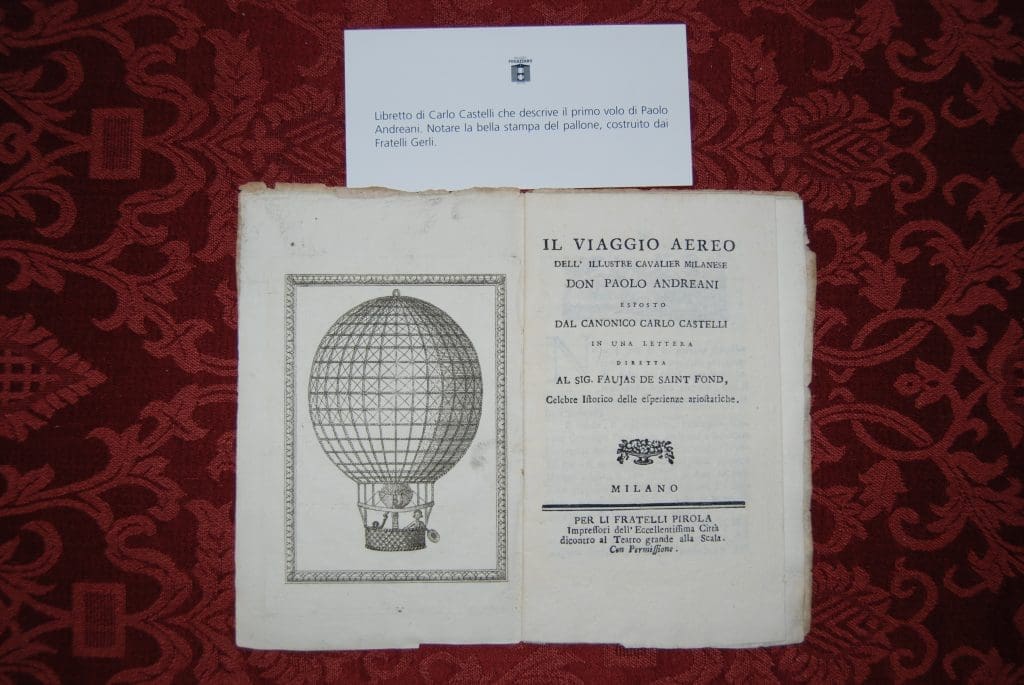 FOGAZZARO
Libretto di Carlo Castelli che descrive il primo volo di Paolo
Andreani. Notare la bella stampa del pallone, costruito dai
Fratelli Gerli.
IL VIAGGIO AEREO
DELL' ILLUSTRE CAVALIER MILANESE
DON PAOLO ANDREANI
ESPOSTO
DAL CANONICO CARLO CASTELLI
IN UNA LETTERA
DIRETTA
AL SIG. FAUJAS DE SAINT FOND,
Celebre Iſtorico delle eſperienze arioſtatiche.
MILANO
PER LI FRATELLI PIROLA
Impreſſori dell' Eccellentiſſima Città
dicontro al Teatro grande alla Scala.
Con Permiſſione.